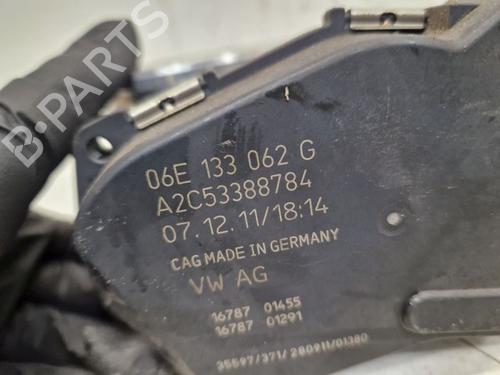 06E 133 062 G
A2C53388784
07.12.11/18:14
CAG MADE IN GERMANY
VW AG
16787 01455
16787 01291
35597/371/280911/01380
B-PARTS